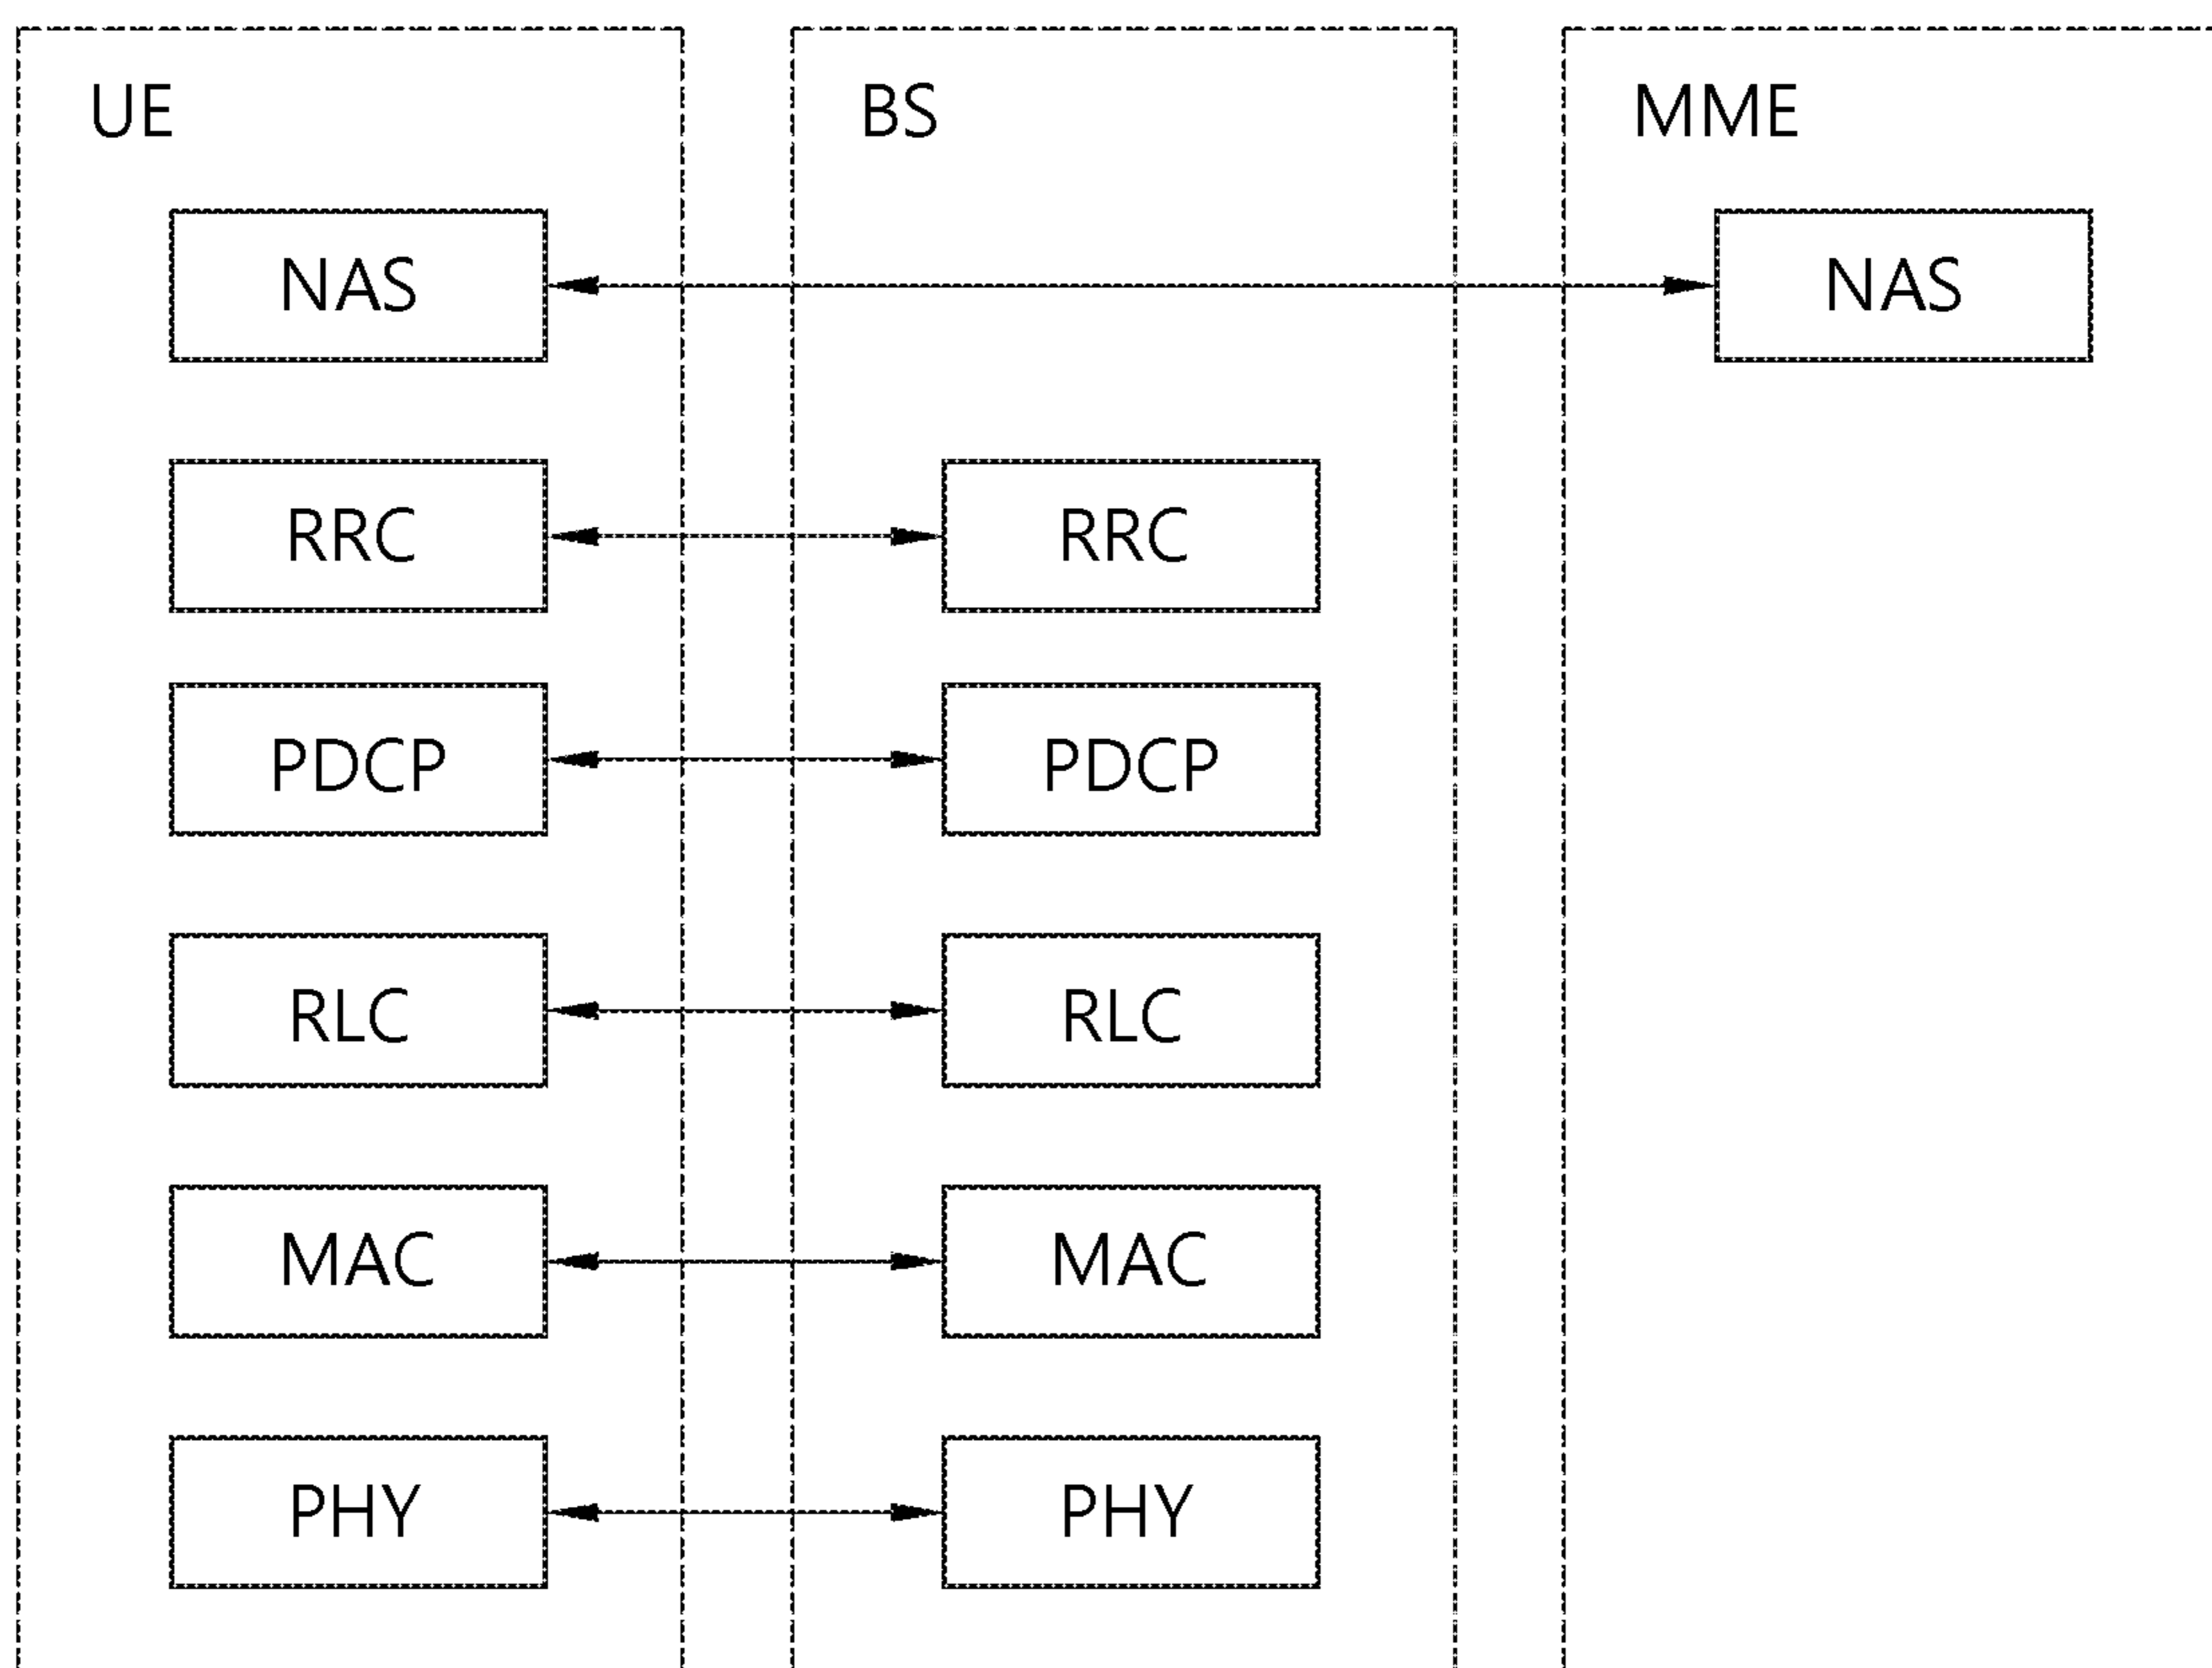 UE BS MME
NAS NAS
RRC RRC
PDCP PDCP
RLC RLC
MAC MAC
PHY PHY